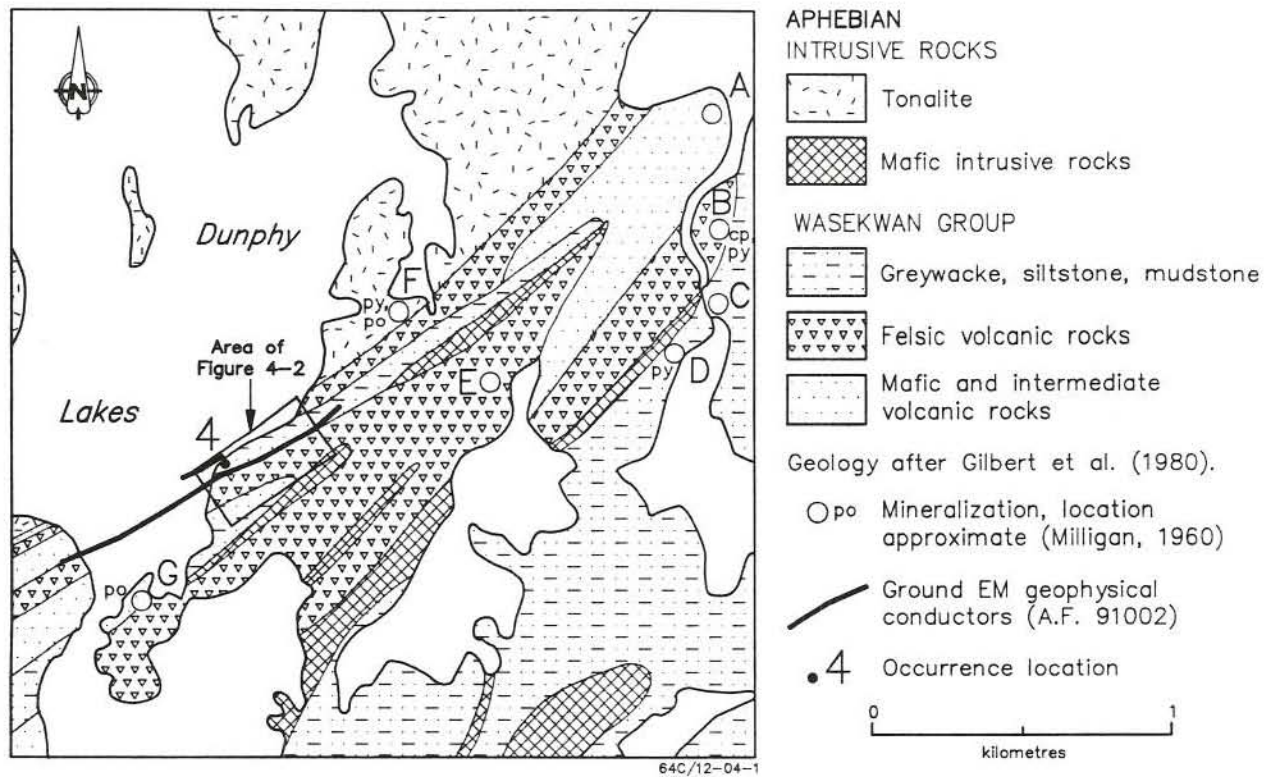 N
Dunphy
Lakes
Area of
Figure 4-2
4
A
B
cp,
py
C
D
py
E
F
py,
po
G
po
64C/12-04-1
APHEBIAN
INTRUSIVE ROCKS
Tonalite
Mafic intrusive rocks
WASEKWAN GROUP
Greywacke, siltstone, mudstone
Felsic volcanic rocks
Mafic and intermediate
volcanic rocks
Geology after Gilbert et al. (1980).
po Mineralization, location
approximate (Milligan, 1960)
Ground EM geophysical
conductors (A.F. 91002)
4 Occurrence location
0 1
kilometres